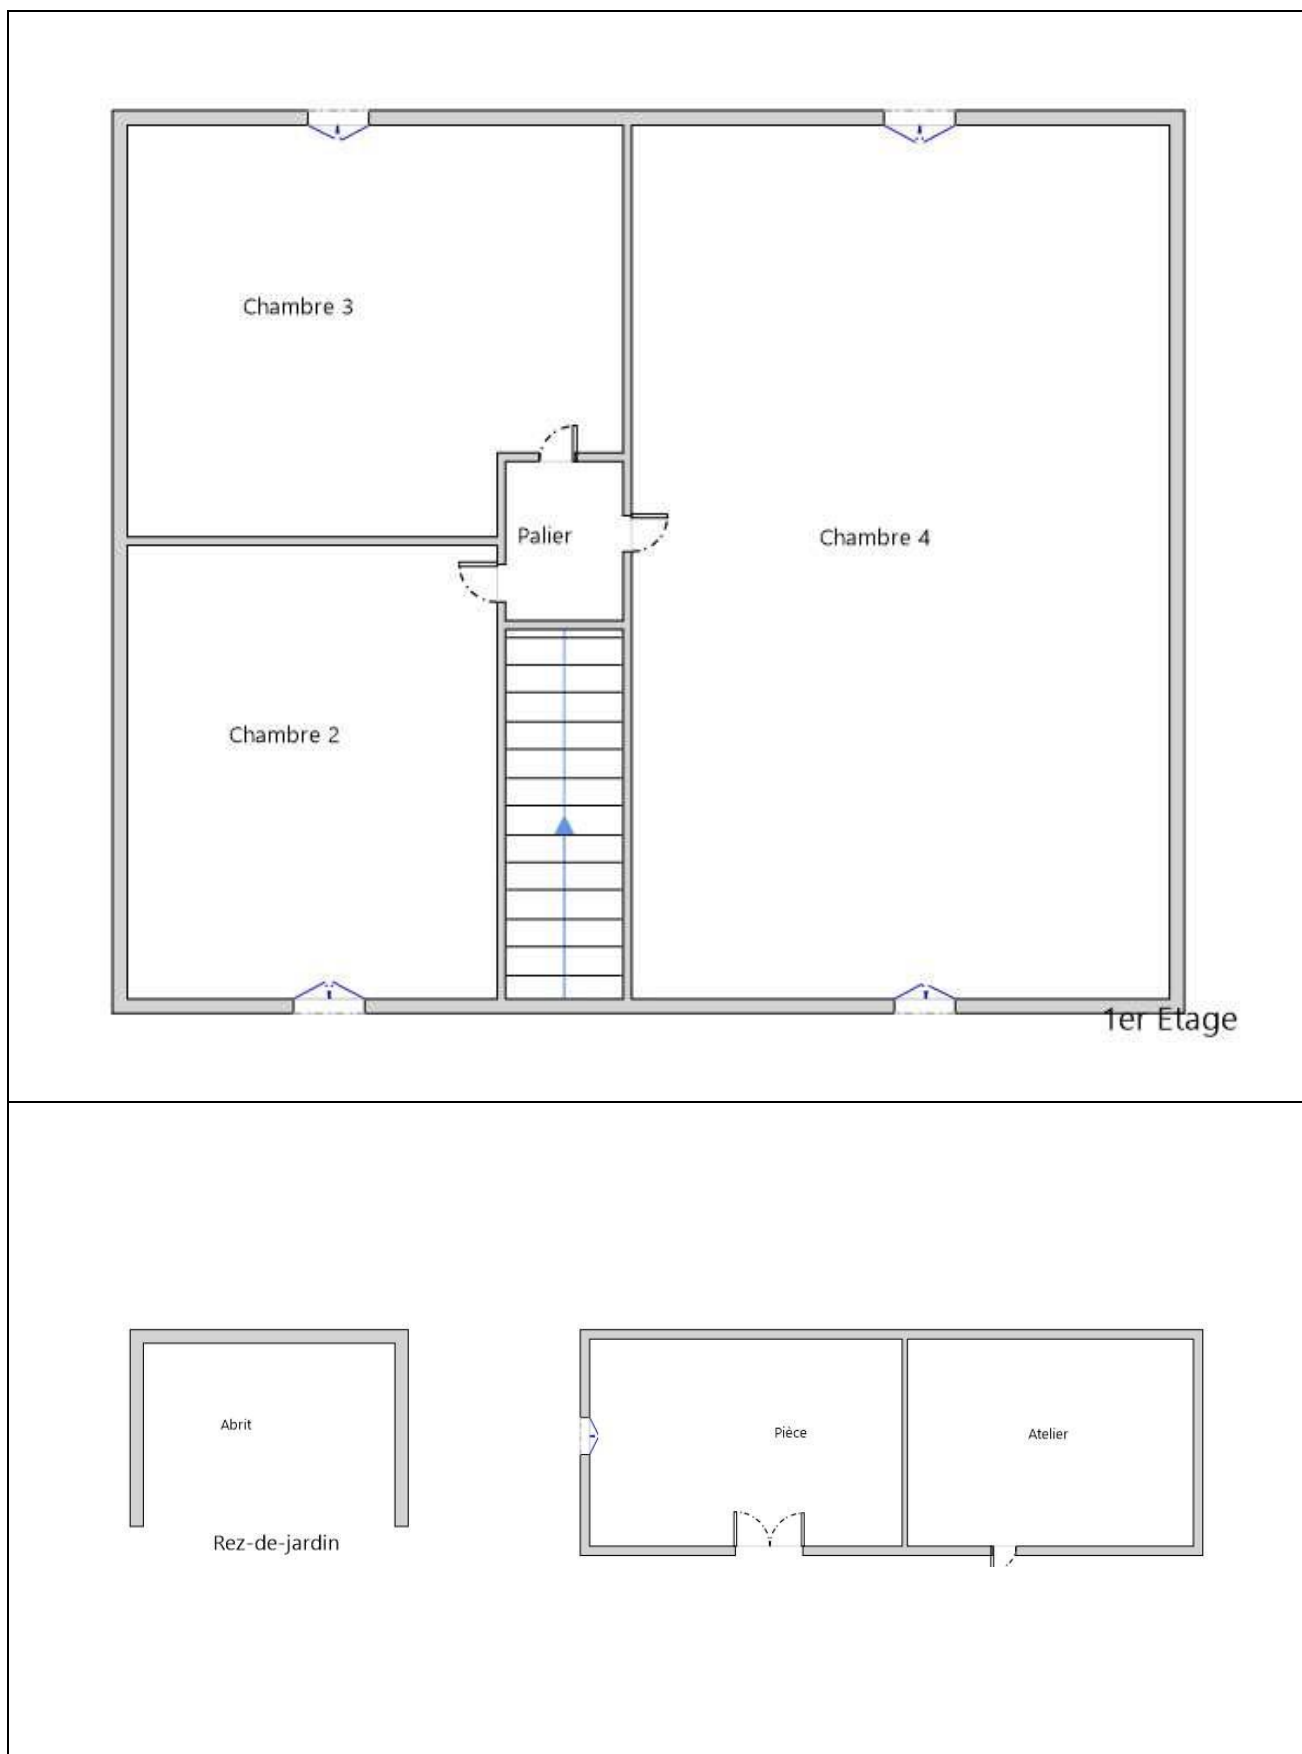 Chambre 3
Palier
Chambre 4
Chambre 2
1er Etage
Abrit
Pièce
Atelier
Rez-de-jardin